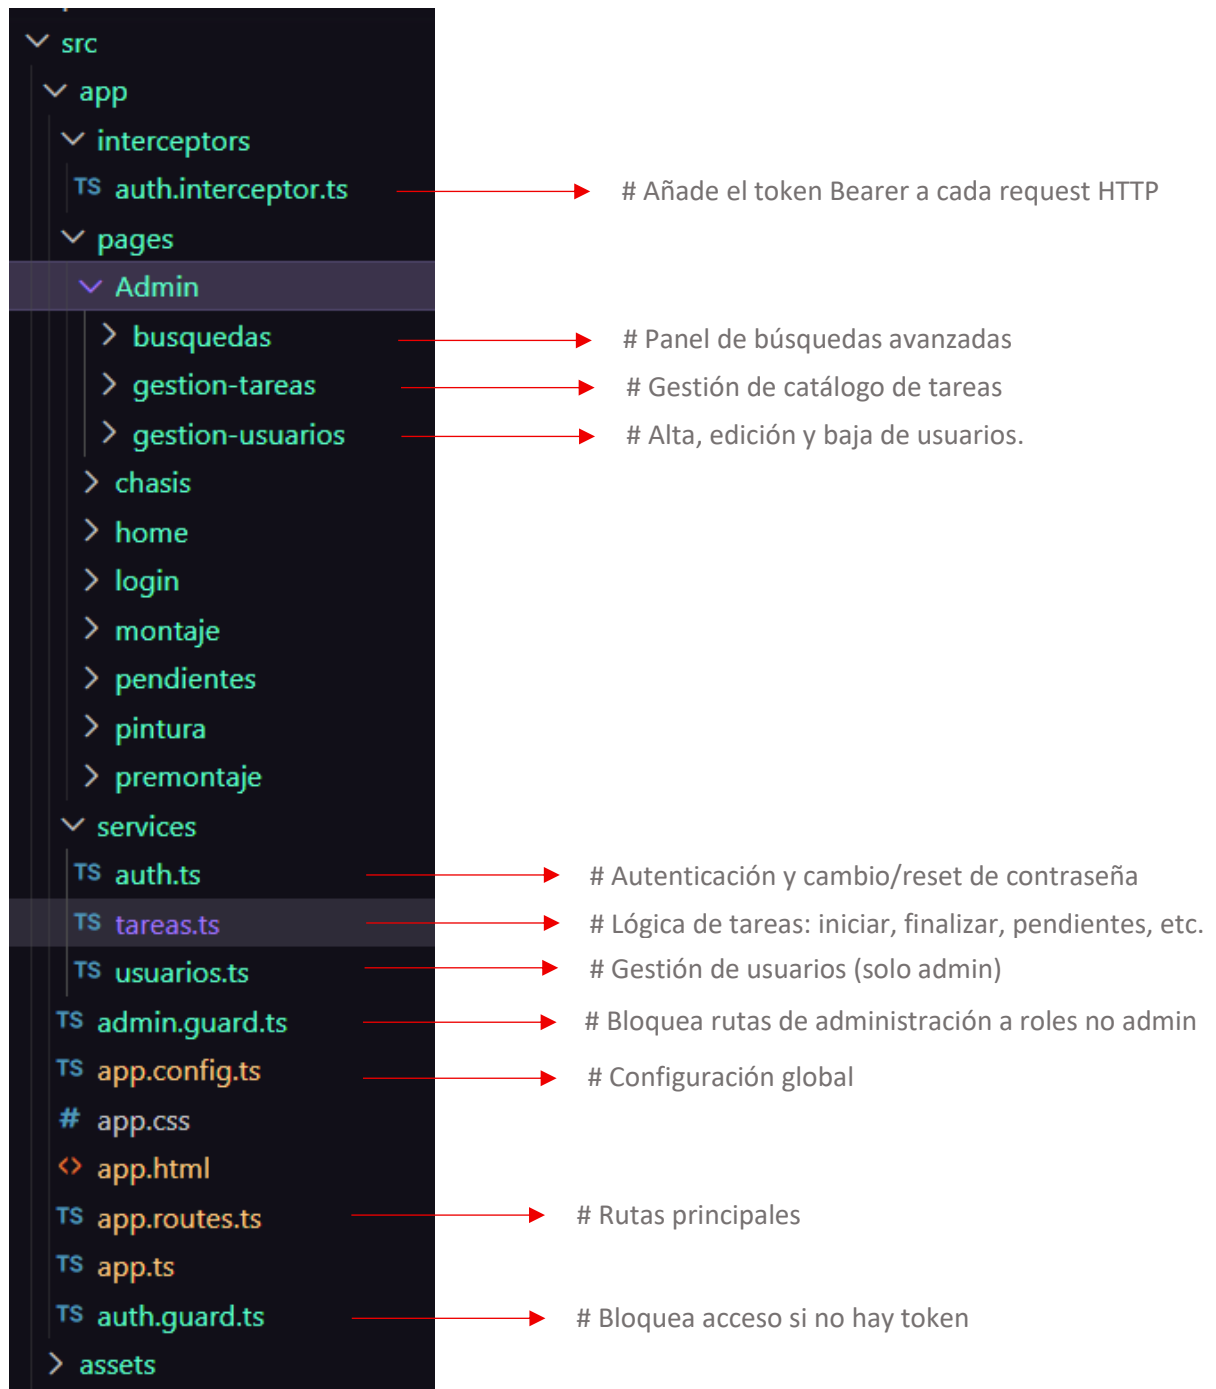 src
app
interceptors
TS auth.interceptor.ts # Añade el token Bearer a cada request HTTP
pages
Admin
busquedas # Panel de búsquedas avanzadas
gestion-tareas # Gestión de catálogo de tareas
gestion-usuarios # Alta, edición y baja de usuarios.
chasis
home
login
montaje
pendientes
pintura
premontaje
services
TS auth.ts # Autenticación y cambio/reset de contraseña
TS tareas.ts # Lógica de tareas: iniciar, finalizar, pendientes, etc.
TS usuarios.ts # Gestión de usuarios (solo admin)
TS admin.guard.ts # Bloquea rutas de administración a roles no admin
TS app.config.ts # Configuración global
# app.css
<> app.html
TS app.routes.ts # Rutas principales
TS app.ts
TS auth.guard.ts # Bloquea acceso si no hay token
assets